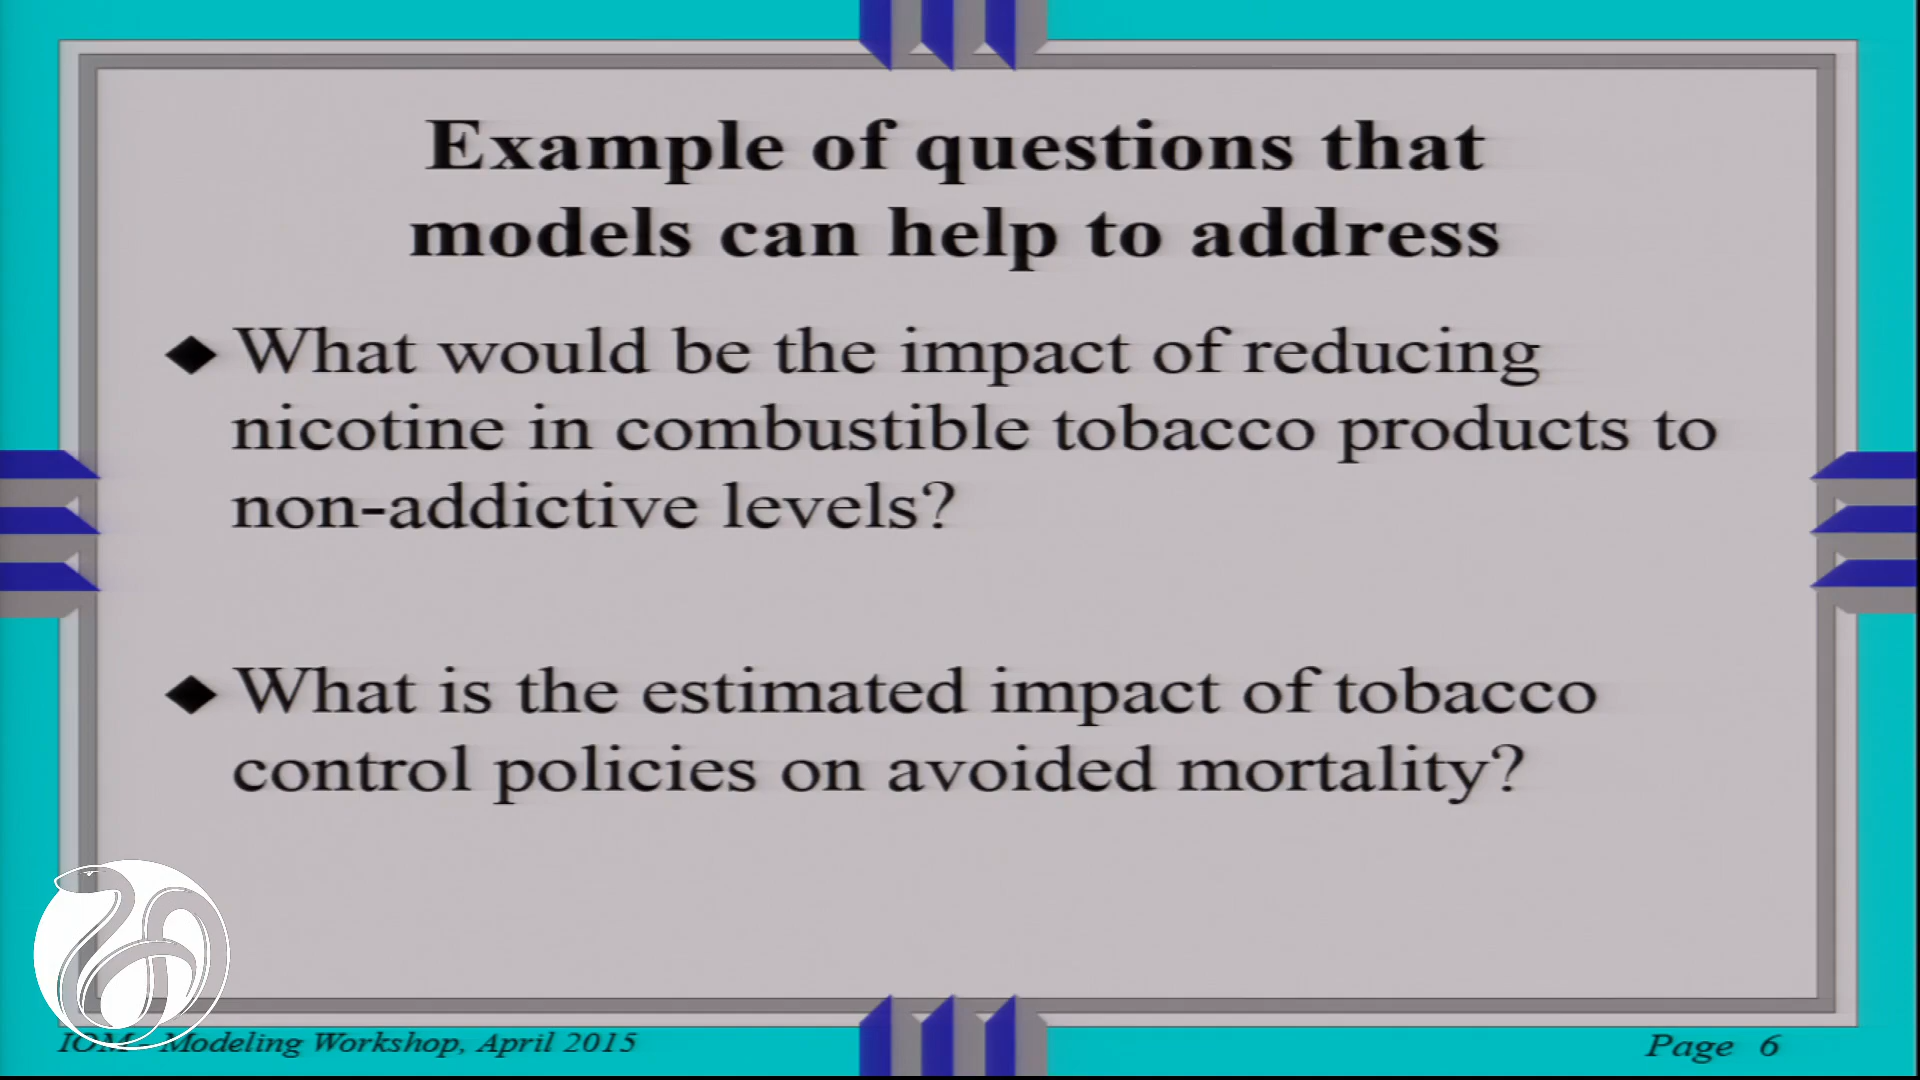 Example of questions that
models can help to address
◆ What would be the impact of reducing
nicotine in combustible tobacco products to
non-addictive levels?
◆ What is the estimated impact of tobacco
control policies on avoided mortality?
IOM - Modeling Workshop, April 2015
Page 6